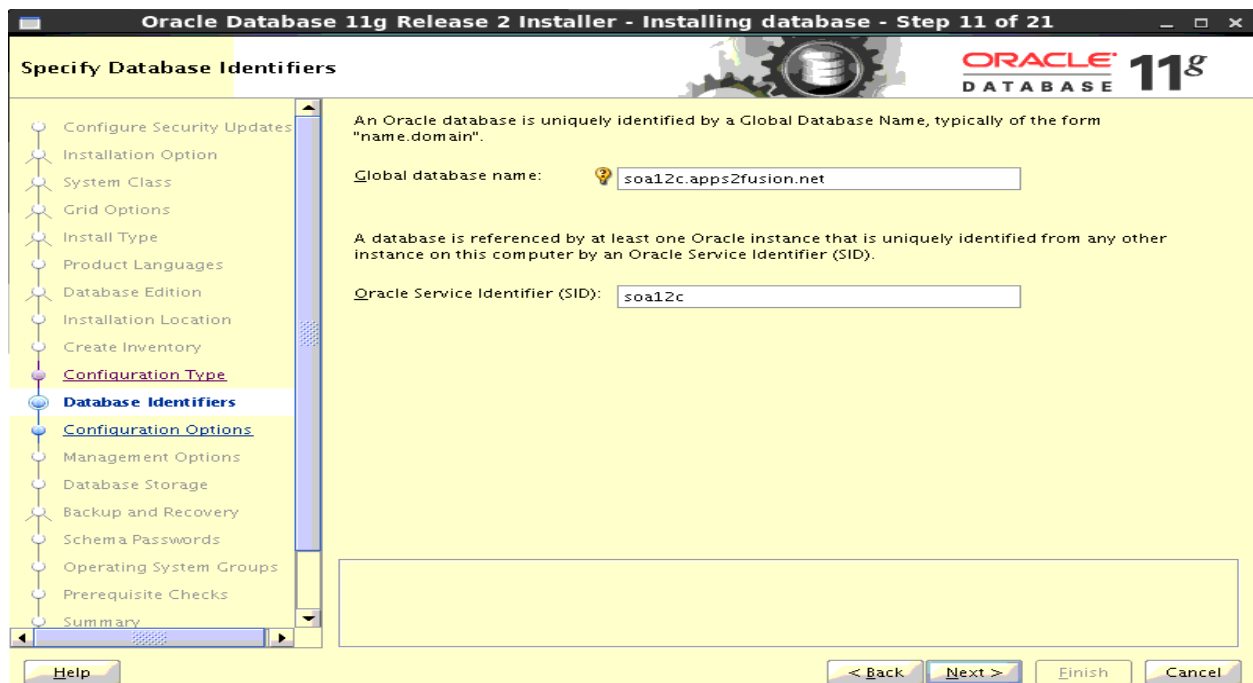 Oracle Database 11g Release 2 Installer - Installing database - Step 11 of 21
Specify Database Identifiers
ORACLE
DATABASE
11g
Configure Security Updates
Installation Option
System Class
Grid Options
Install Type
Product Languages
Database Edition
Installation Location
Create Inventory
Configuration Type
Database Identifiers
Configuration Options
Management Options
Database Storage
Backup and Recovery
Schema Passwords
Operating System Groups
Prerequisite Checks
Summary
An Oracle database is uniquely identified by a Global Database Name, typically of the form
"name.domain".
Global database name: soa12c.apps2fusion.net
A database is referenced by at least one Oracle instance that is uniquely identified from any other
instance on this computer by an Oracle Service Identifier (SID).
Oracle Service Identifier (SID): soa12c
Help < Back Next > Finish Cancel